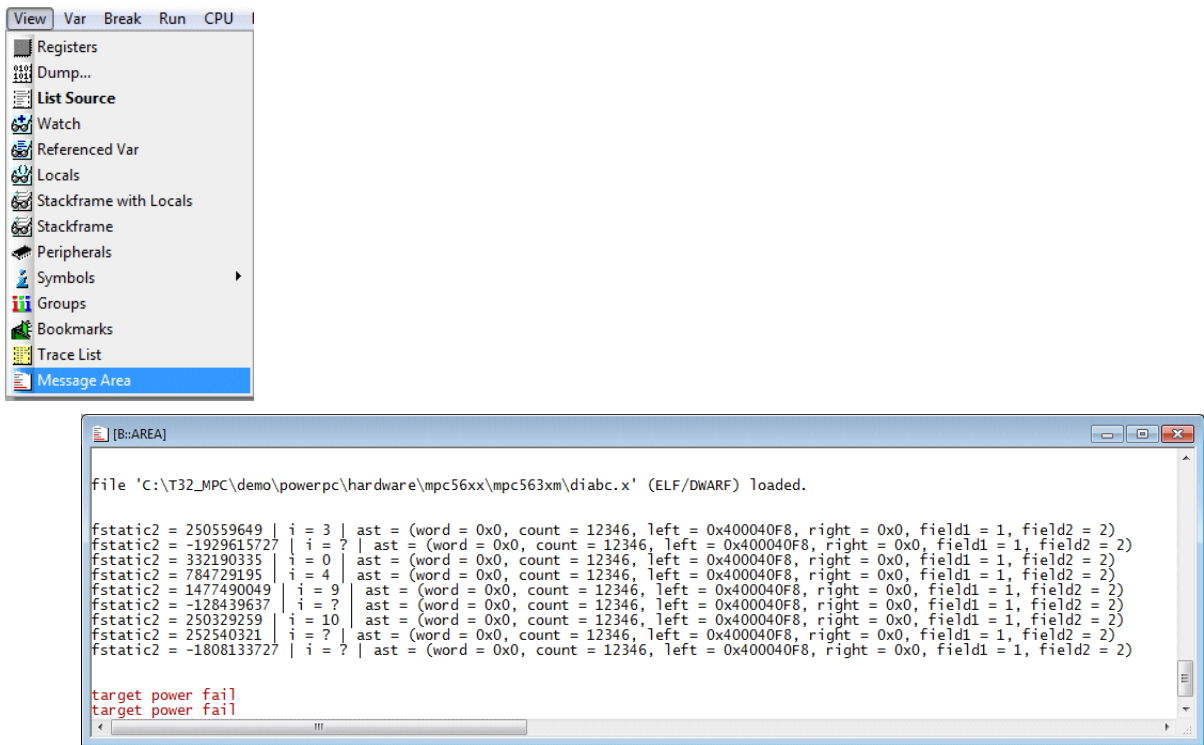 View Var Break Run CPU
Registers
Dump...
List Source
Watch
Referenced Var
Locals
Stackframe with Locals
Stackframe
Peripherals
Symbols
Groups
Bookmarks
Trace List
Message Area
[B::AREA]
file 'C:\T32_MPC\demo\powerpc\hardware\mpc56xx\mpc563xm\diabc.x' (ELF/DWARF) loaded.
fstatic2 = 250559649 | i = 3 | ast = (word = 0x0, count = 12346, left = 0x400040F8, right = 0x0, field1 = 1, field2 = 2)
fstatic2 = -1929615727 | i = ? | ast = (word = 0x0, count = 12346, left = 0x400040F8, right = 0x0, field1 = 1, field2 = 2)
fstatic2 = 332190335 | i = 0 | ast = (word = 0x0, count = 12346, left = 0x400040F8, right = 0x0, field1 = 1, field2 = 2)
fstatic2 = 784729195 | i = 4 | ast = (word = 0x0, count = 12346, left = 0x400040F8, right = 0x0, field1 = 1, field2 = 2)
fstatic2 = 1477490049 | i = 9 | ast = (word = 0x0, count = 12346, left = 0x400040F8, right = 0x0, field1 = 1, field2 = 2)
fstatic2 = -128439637 | i = ? | ast = (word = 0x0, count = 12346, left = 0x400040F8, right = 0x0, field1 = 1, field2 = 2)
fstatic2 = 250329259 | i = 10 | ast = (word = 0x0, count = 12346, left = 0x400040F8, right = 0x0, field1 = 1, field2 = 2)
fstatic2 = 252540321 | i = ? | ast = (word = 0x0, count = 12346, left = 0x400040F8, right = 0x0, field1 = 1, field2 = 2)
fstatic2 = -1808133727 | i = ? | ast = (word = 0x0, count = 12346, left = 0x400040F8, right = 0x0, field1 = 1, field2 = 2)
target power fail
target power fail